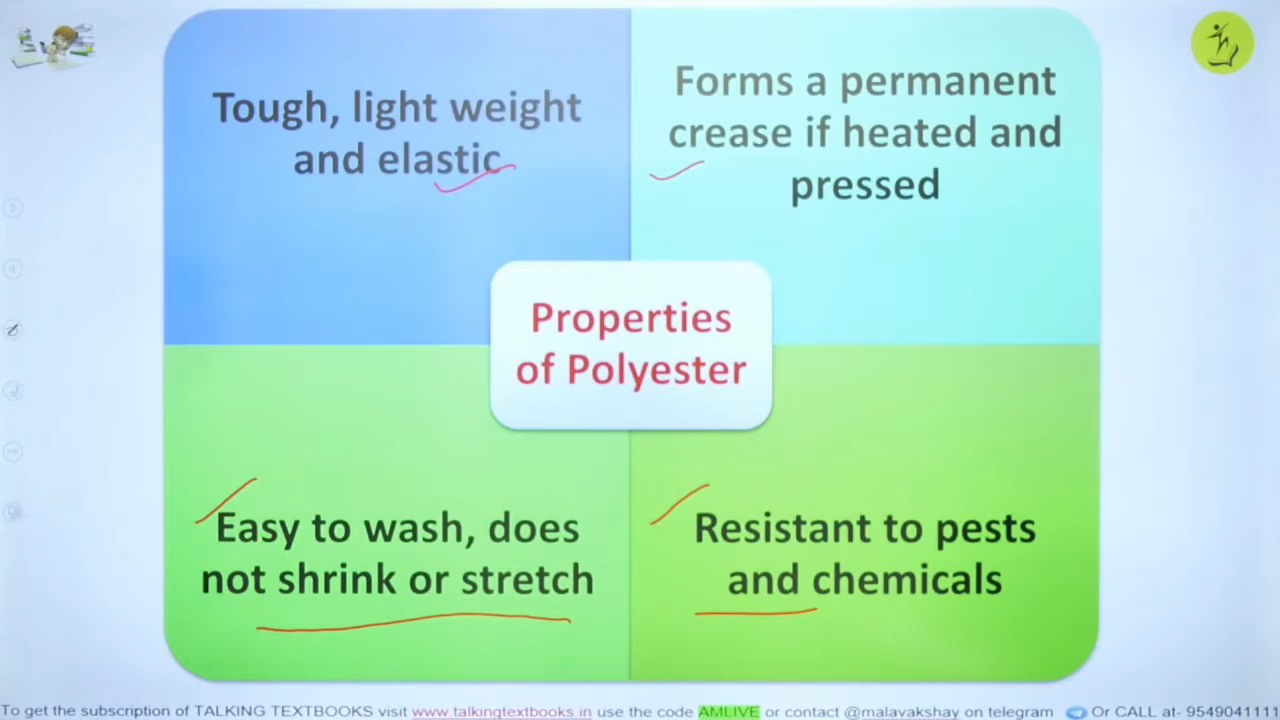 Tough, light weight
and elastic
Forms a permanent
crease if heated and
pressed
Properties
of Polyester
Easy to wash, does
not shrink or stretch
Resistant to pests
and chemicals
To get the subscription of TALKING TEXTBOOKS visit www.talkingtextbooks.in use the code AMLIVE or contact @malavakshay on telegram Or CALL at- 9549041111